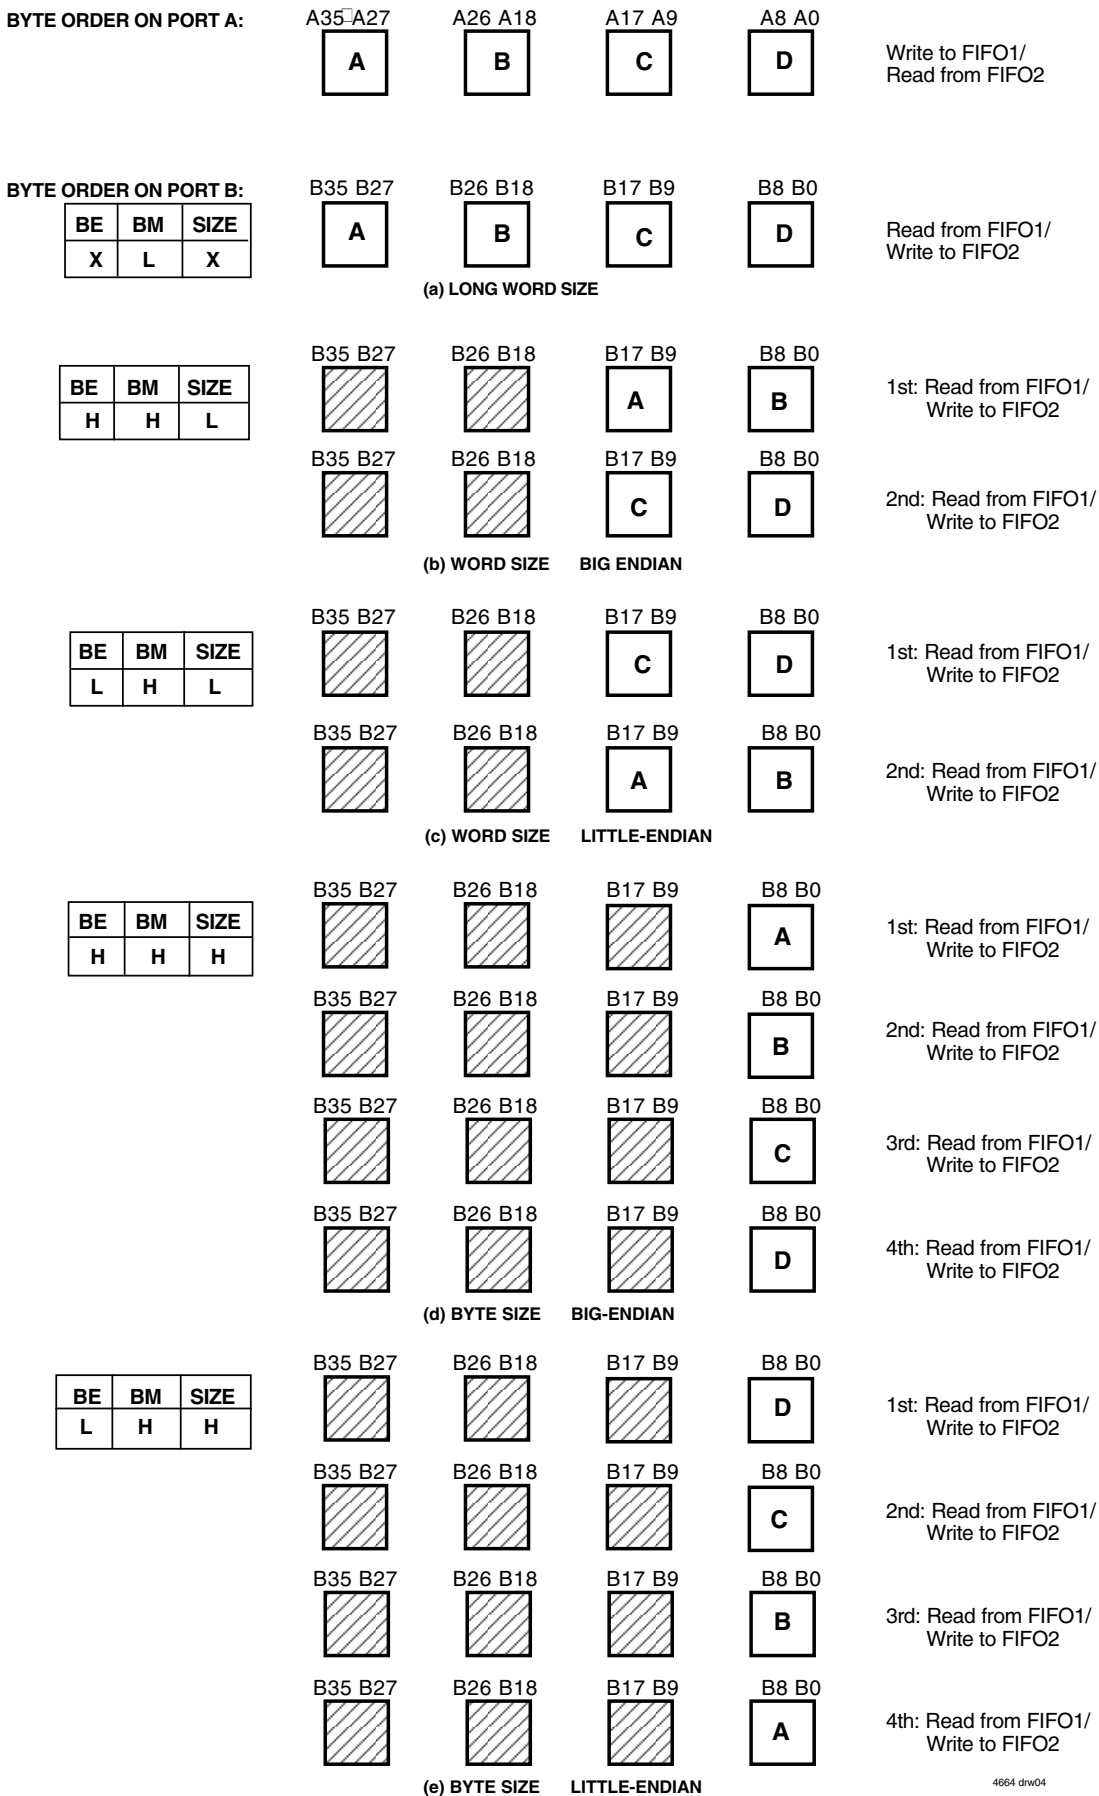 BYTE ORDER ON PORT A:
A35 A27 A26 A18 A17 A9 A8 A0
A B C D
Write to FIFO1/
Read from FIFO2
BYTE ORDER ON PORT B:
B35 B27 B26 B18 B17 B9 B8 B0
BE BM SIZE
X L X
A B C D
Read from FIFO1/
Write to FIFO2
(a) LONG WORD SIZE
B35 B27 B26 B18 B17 B9 B8 B0
BE BM SIZE
H H L
A B
1st: Read from FIFO1/
Write to FIFO2
B35 B27 B26 B18 B17 B9 B8 B0
C D
2nd: Read from FIFO1/
Write to FIFO2
(b) WORD SIZE BIG ENDIAN
B35 B27 B26 B18 B17 B9 B8 B0
BE BM SIZE
L H L
C D
1st: Read from FIFO1/
Write to FIFO2
B35 B27 B26 B18 B17 B9 B8 B0
A B
2nd: Read from FIFO1/
Write to FIFO2
(c) WORD SIZE LITTLE-ENDIAN
B35 B27 B26 B18 B17 B9 B8 B0
BE BM SIZE
H H H
A
1st: Read from FIFO1/
Write to FIFO2
B35 B27 B26 B18 B17 B9 B8 B0
B
2nd: Read from FIFO1/
Write to FIFO2
B35 B27 B26 B18 B17 B9 B8 B0
C
3rd: Read from FIFO1/
Write to FIFO2
B35 B27 B26 B18 B17 B9 B8 B0
D
4th: Read from FIFO1/
Write to FIFO2
(d) BYTE SIZE BIG-ENDIAN
B35 B27 B26 B18 B17 B9 B8 B0
BE BM SIZE
L H H
D
1st: Read from FIFO1/
Write to FIFO2
B35 B27 B26 B18 B17 B9 B8 B0
C
2nd: Read from FIFO1/
Write to FIFO2
B35 B27 B26 B18 B17 B9 B8 B0
B
3rd: Read from FIFO1/
Write to FIFO2
B35 B27 B26 B18 B17 B9 B8 B0
A
4th: Read from FIFO1/
Write to FIFO2
(e) BYTE SIZE LITTLE-ENDIAN
4664 drw04